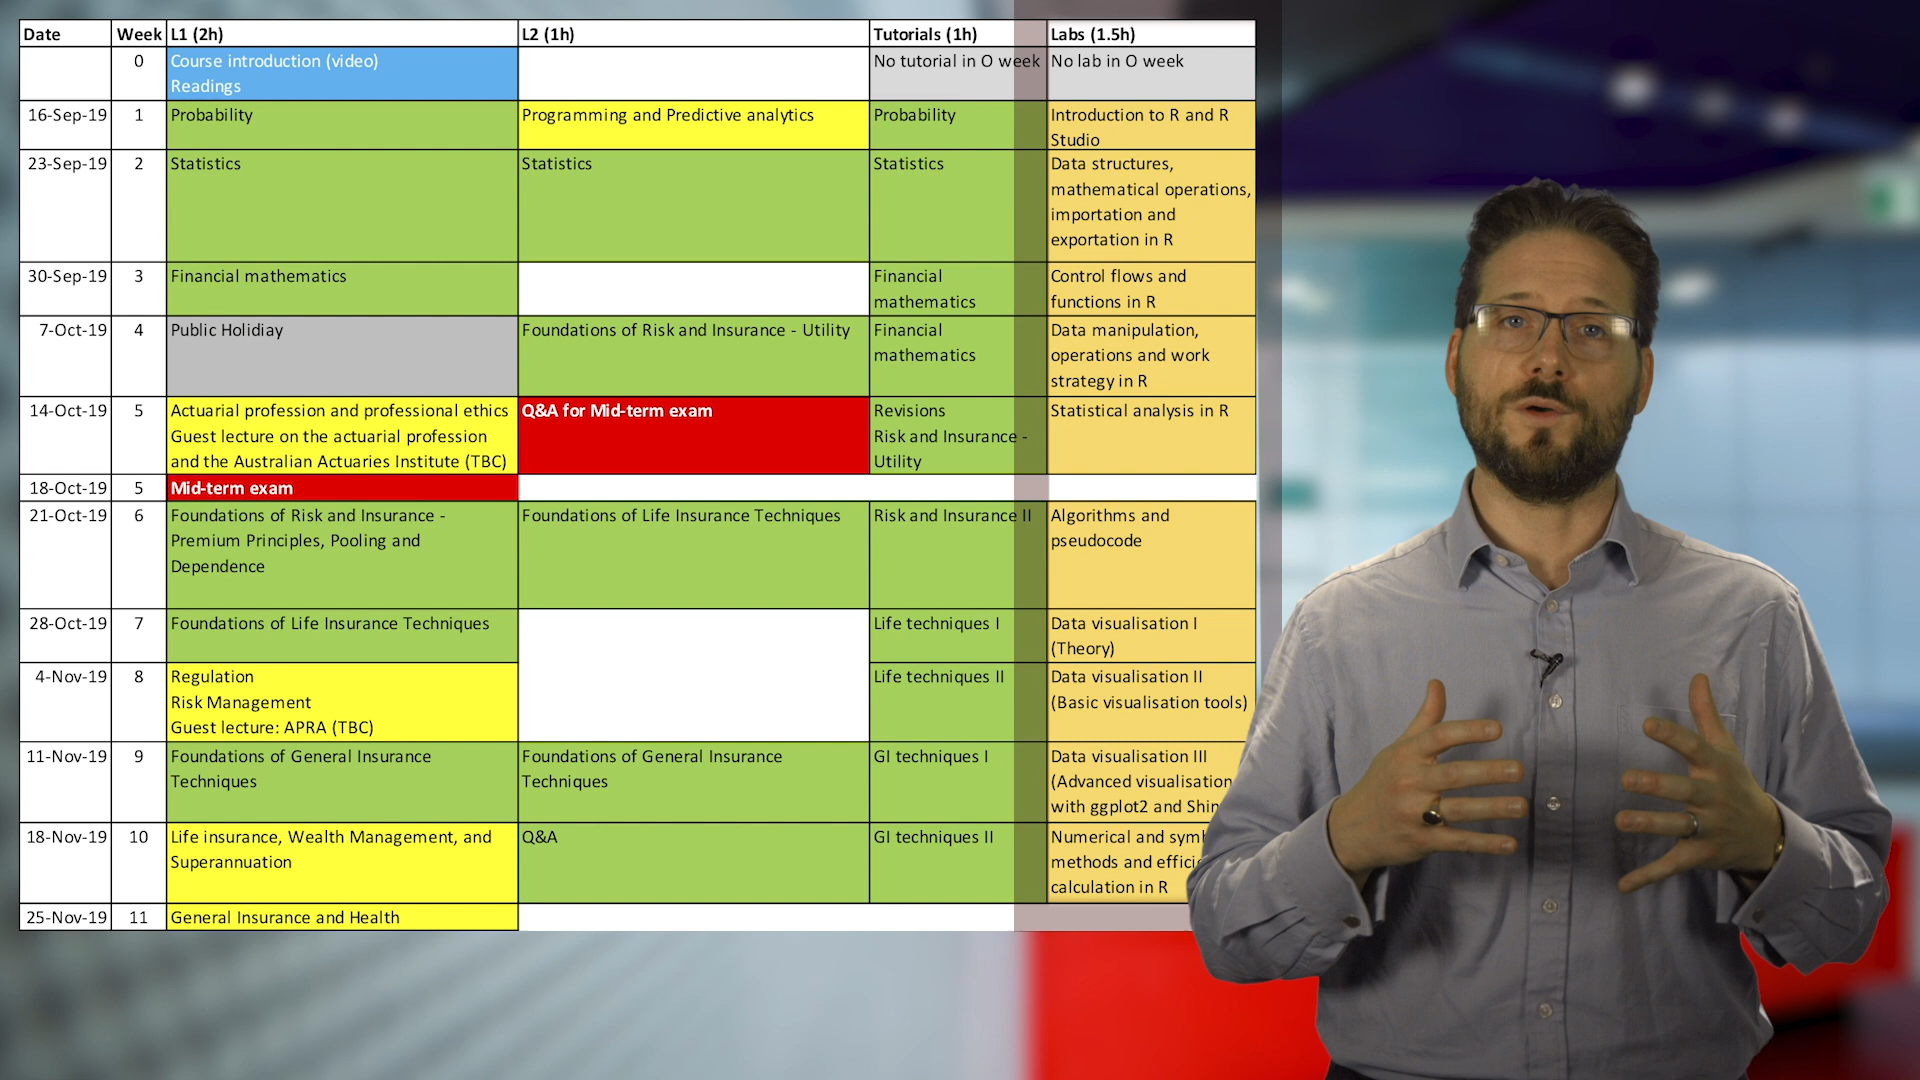 Date Week L1 (2h) L2 (1h) Tutorials (1h) Labs (1.5h)
0 Course introduction (video) No tutorial in O week No lab in O week
Readings
16-Sep-19 1 Probability Programming and Predictive analytics Probability Introduction to R and R
Studio
23-Sep-19 2 Statistics Statistics Statistics Data structures,
mathematical operations,
importation and
exportation in R
30-Sep-19 3 Financial mathematics Financial Control flows and
mathematics functions in R
7-Oct-19 4 Public Holidiay Foundations of Risk and Insurance - Utility Financial Data manipulation,
mathematics operations and work
strategy in R
14-Oct-19 5 Actuarial profession and professional ethics Q&A for Mid-term exam Revisions Statistical analysis in R
Guest lecture on the actuarial profession Risk and Insurance -
and the Australian Actuaries Institute (TBC) Utility
18-Oct-19 5 Mid-term exam
21-Oct-19 6 Foundations of Risk and Insurance - Foundations of Life Insurance Techniques Risk and Insurance II Algorithms and
Premium Principles, Pooling and pseudocode
Dependence
28-Oct-19 7 Foundations of Life Insurance Techniques Life techniques I Data visualisation I
(Theory)
4-Nov-19 8 Regulation Life techniques II Data visualisation II
Risk Management (Basic visualisation tools)
Guest lecture: APRA (TBC)
11-Nov-19 9 Foundations of General Insurance Foundations of General Insurance GI techniques I Data visualisation III
Techniques Techniques (Advanced visualisation
with ggplot2 and
18-Nov-19 10 Life insurance, Wealth Management, and Q&A GI techniques II Numerical and
Superannuation methods and
calculation in R
25-Nov-19 11 General Insurance and Health